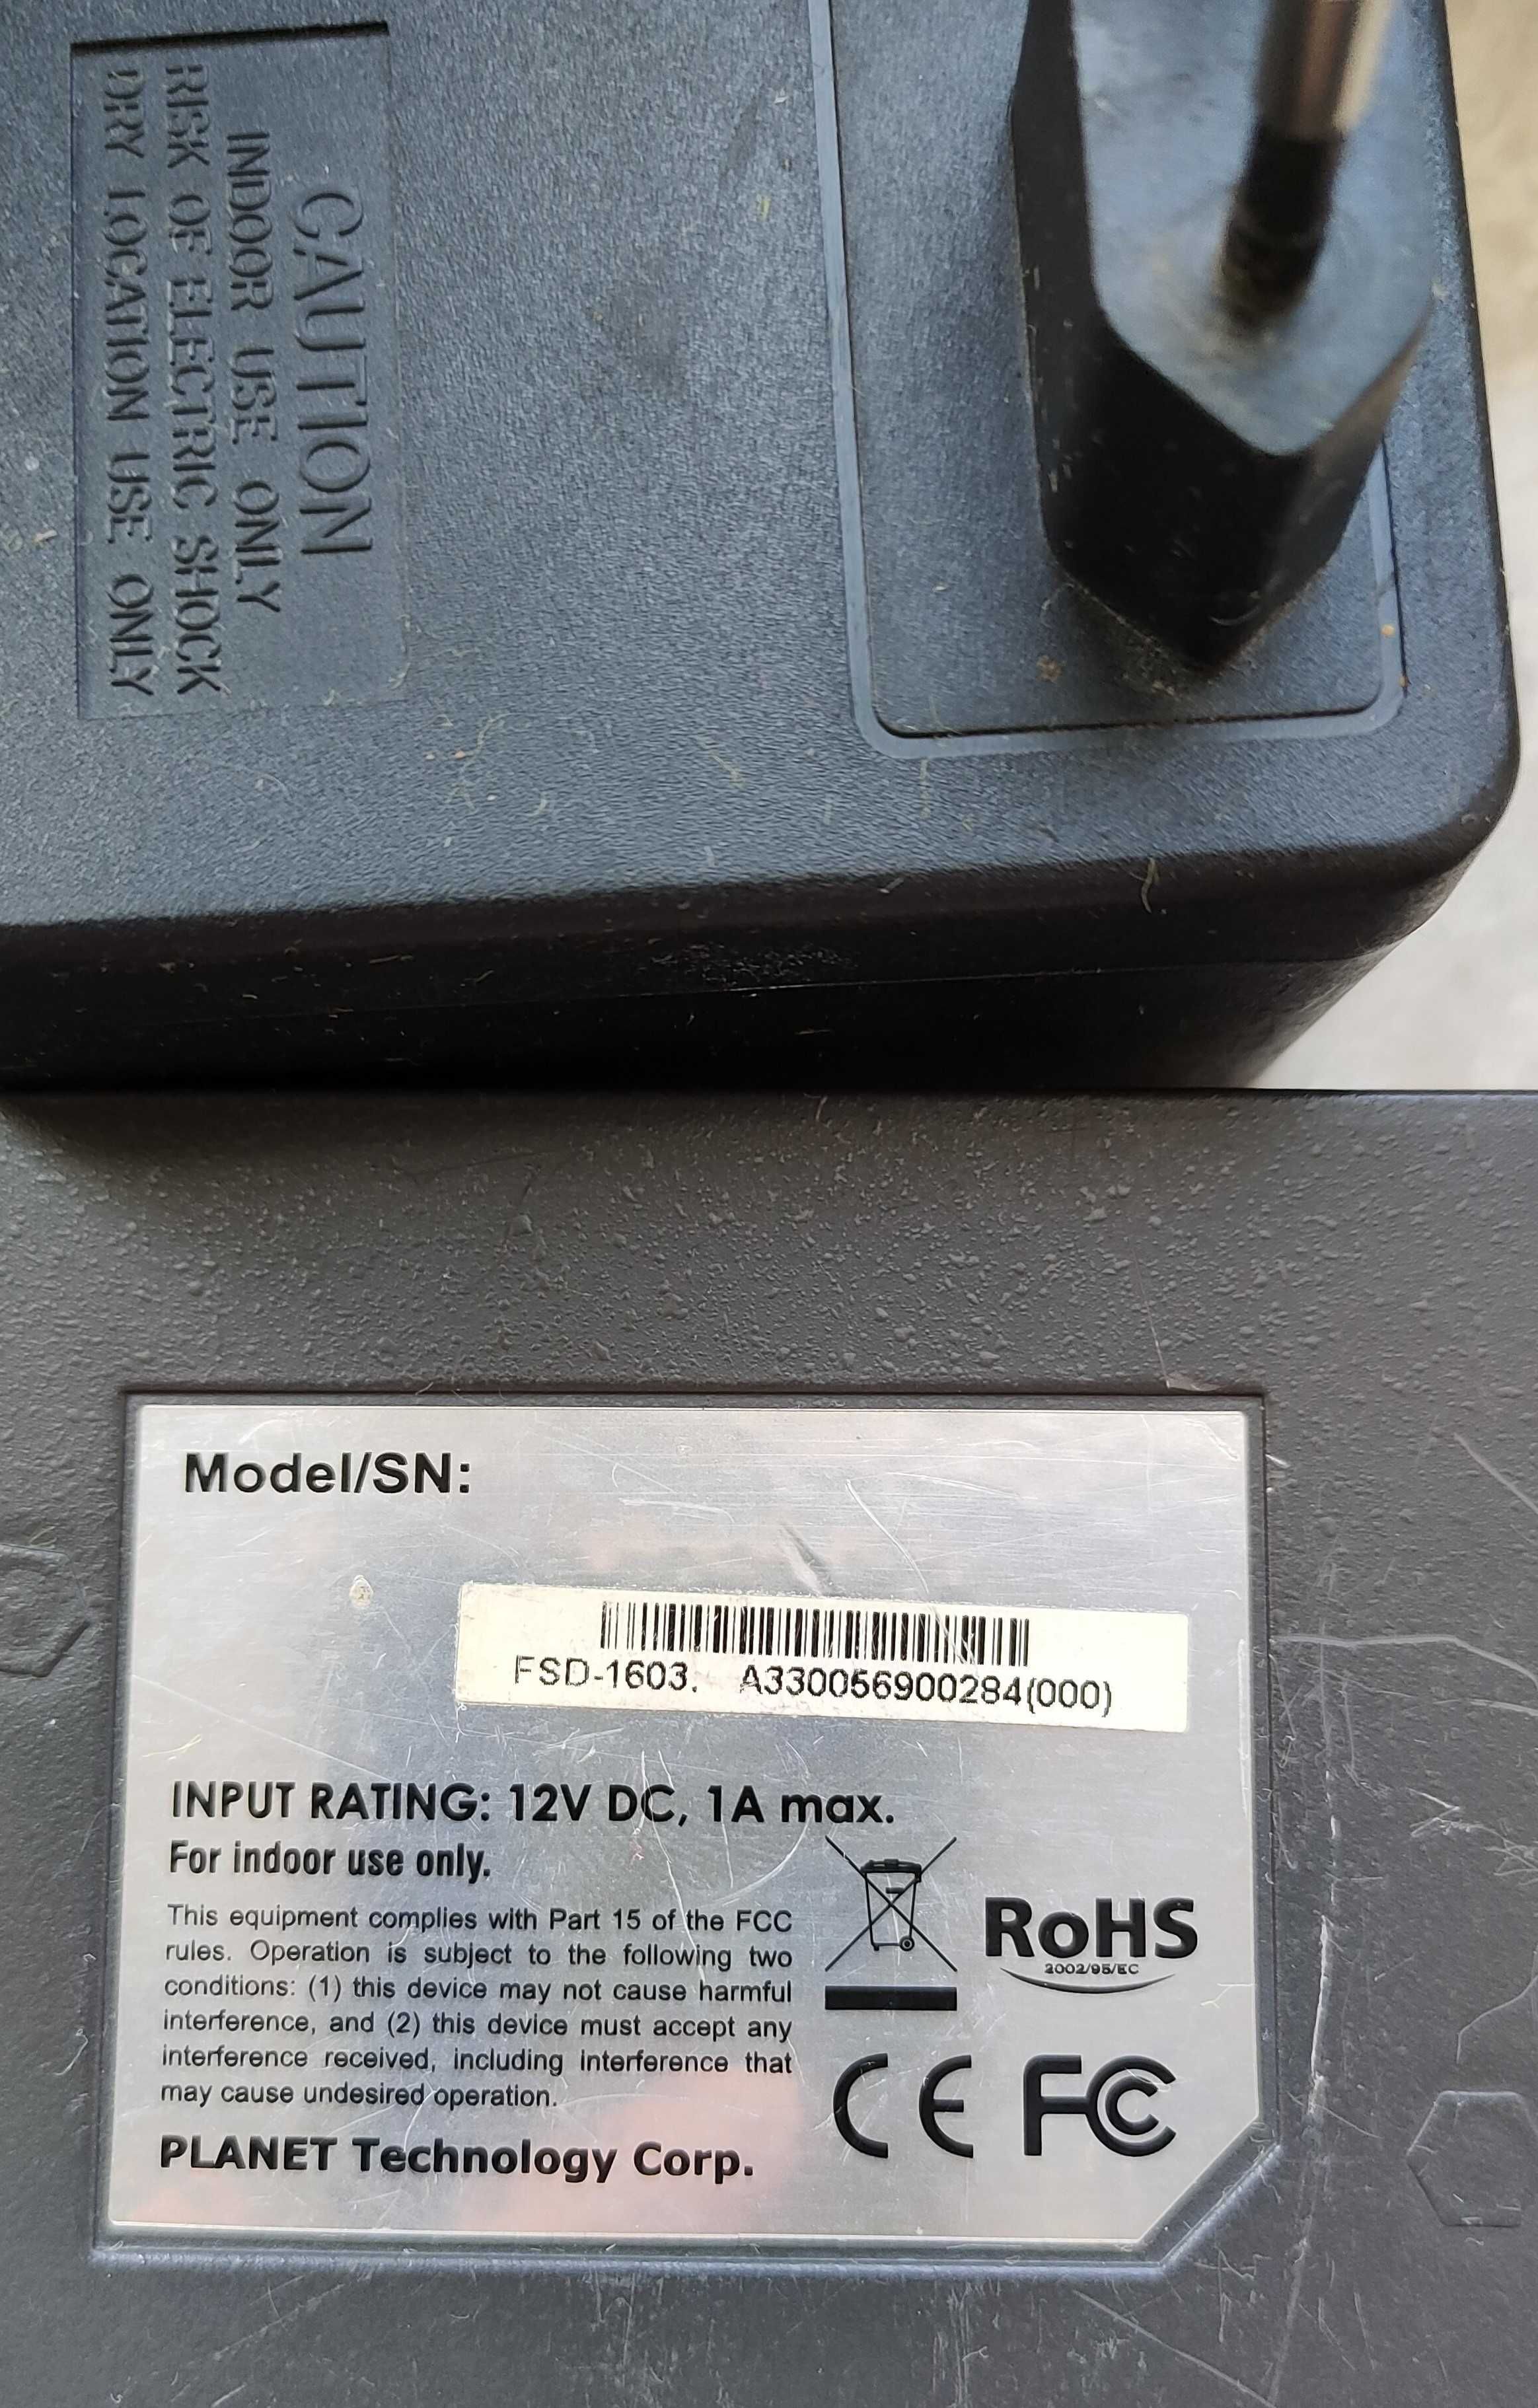 CAUTION
INDOOR USE ONLY
RISK OF ELECTRIC SHOCK
DRY LOCATION USE ONLY
Model/SN:
FSD-1603. A330056900284(000)
INPUT RATING: 12V DC, 1A max.
For indoor use only.
This equipment complies with Part 15 of the FCC
rules. Operation is subject to the following two
conditions: (1) this device may not cause harmful
interference, and (2) this device must accept any
interference received, including interference that
may cause undesired operation.
PLANET Technology Corp.
RoHS
2002/95/EC
CE FC